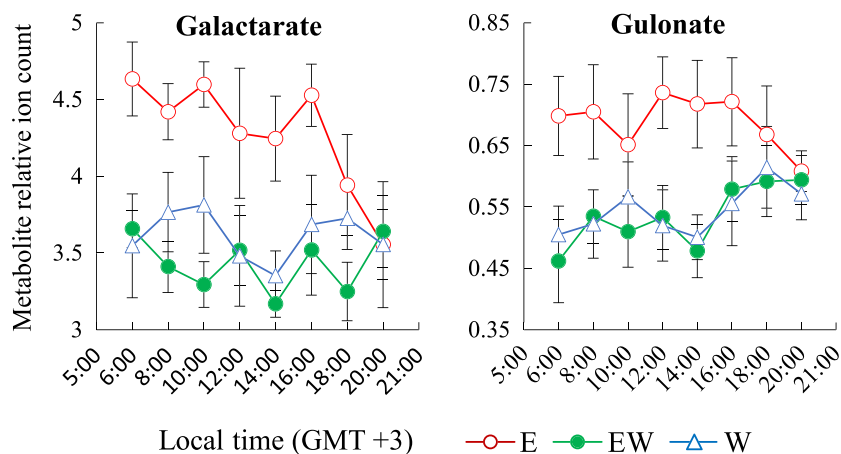 Galactarate
Gulonate
Metabolite relative ion count
5
4.5
4
3.5
3
0.85
0.75
0.65
0.55
0.45
0.35
5:00 6:00 8:00 10:00 12:00 14:00 16:00 18:00 20:00 21:00
5:00 6:00 8:00 10:00 12:00 14:00 16:00 18:00 20:00 21:00
Local time (GMT +3)
E EW W